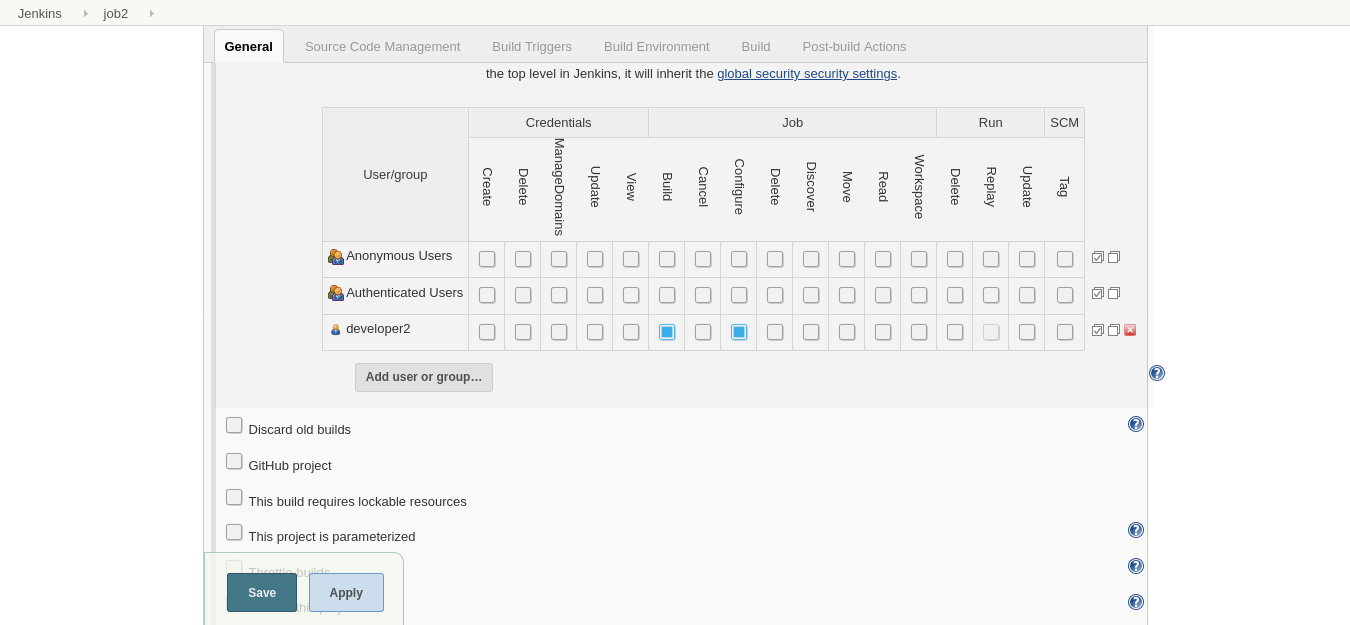 Jenkins job2
General Source Code Management Build Triggers Build Environment Build Post-build Actions
the top level in Jenkins, it will inherit the global security security settings.
User/group Credentials Job Run SCM
Create Delete ManageDomains Update View Build Cancel Configure Delete Discover Move Read Workspace Delete Replay Update Tag
Anonymous Users
Authenticated Users
developer2
Add user or group…
Discard old builds
GitHub project
This build requires lockable resources
This project is parameterized
Throttle builds
Save Apply